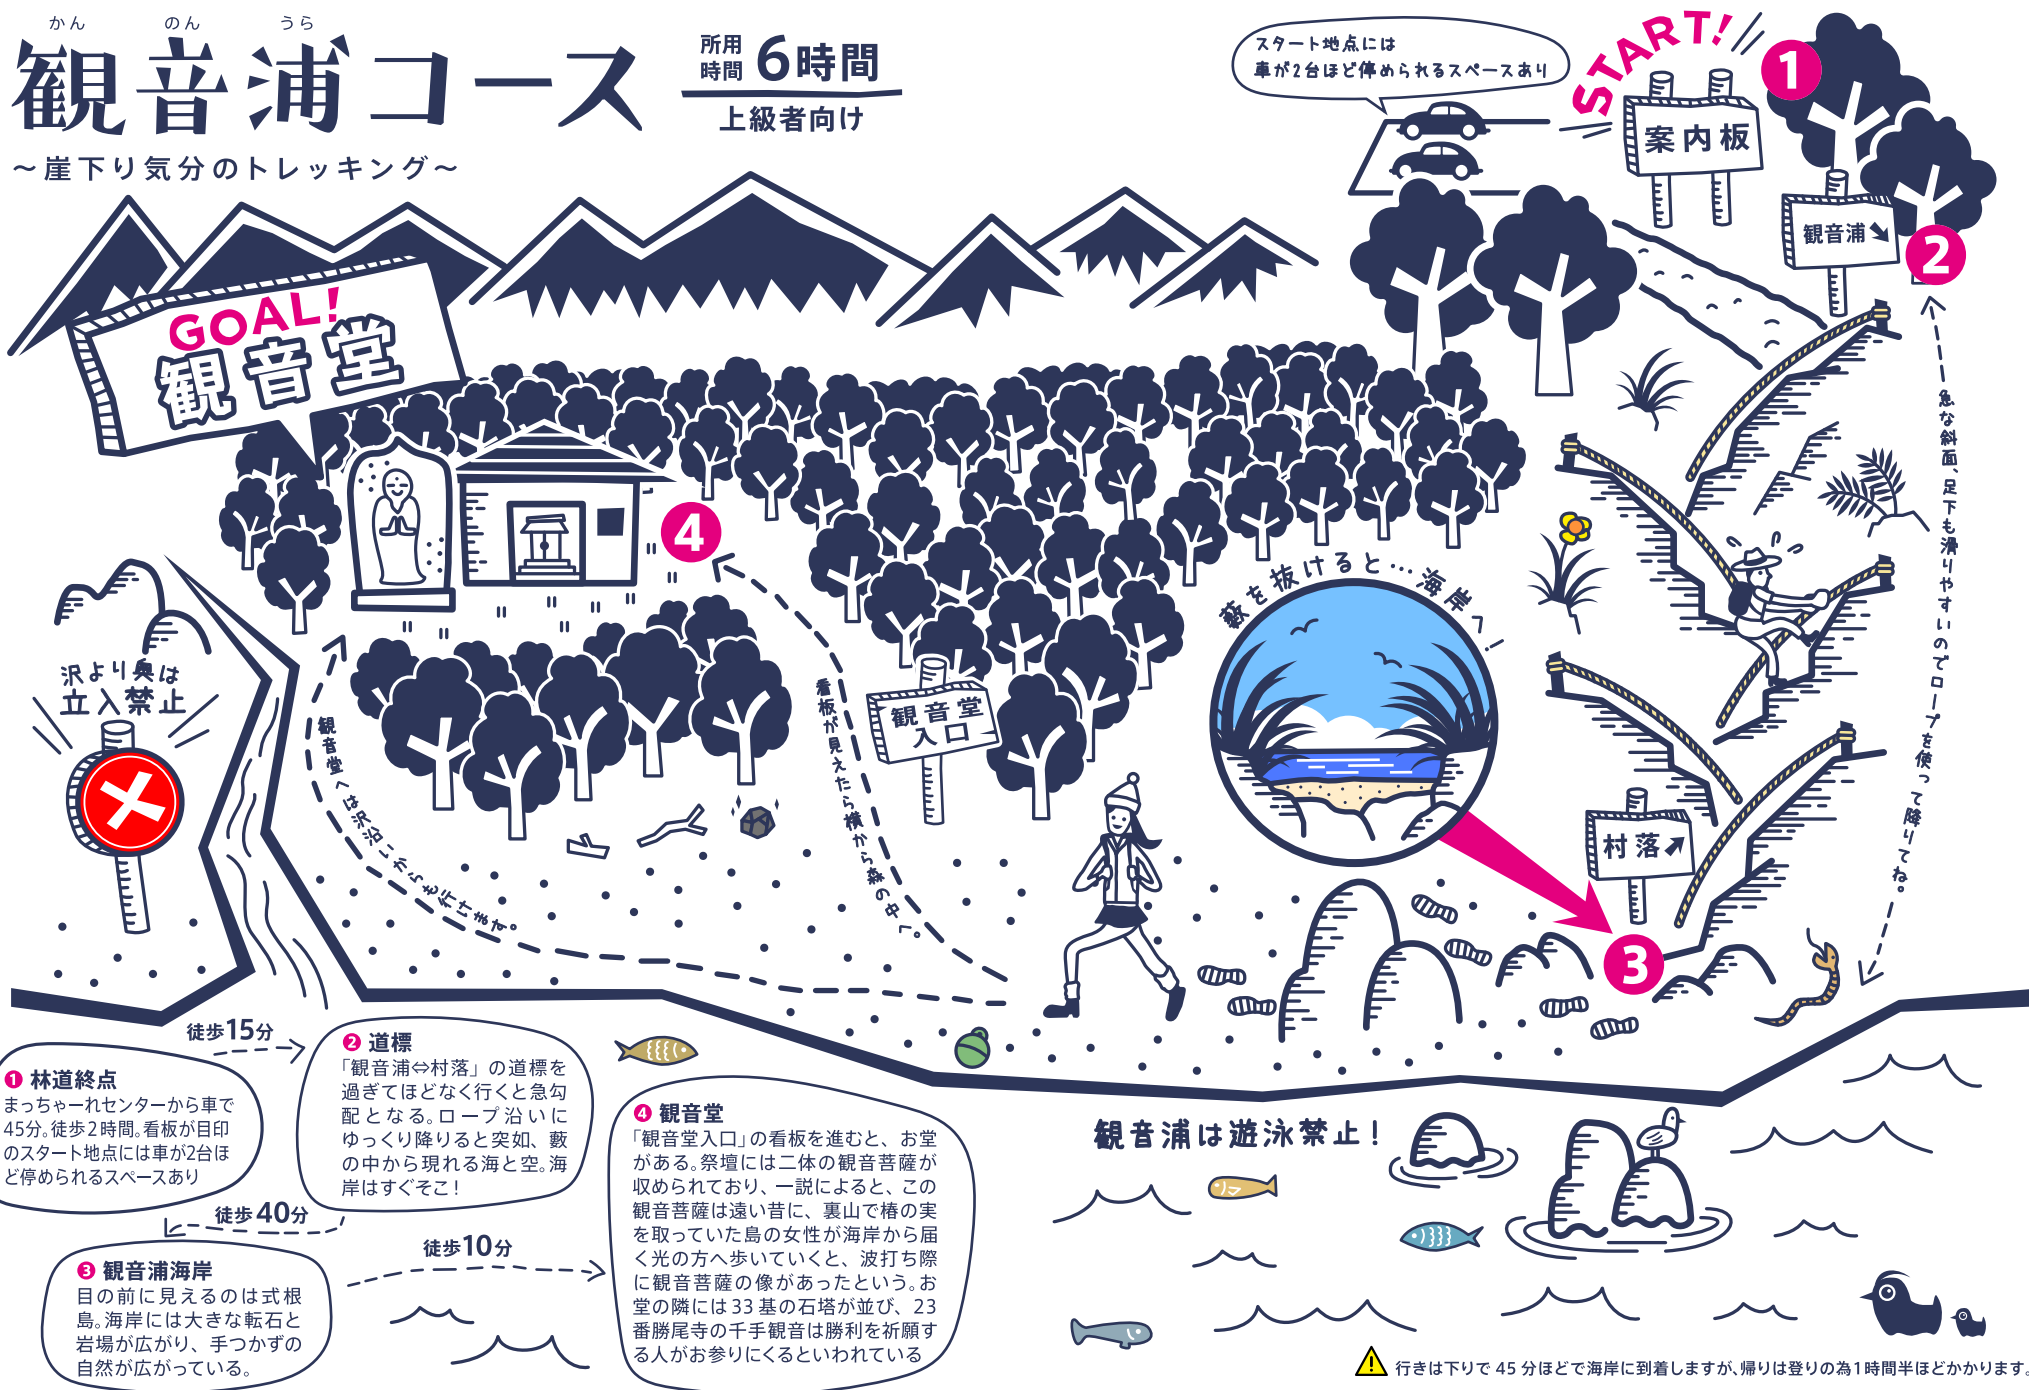 かん のん うら
観音浦コース
所用時間 6時間
上級者向け
～崖下り気分のトレッキング～
スタート地点には
車が2台ほど停められるスペースあり
START!
1
案内板
観音浦
2
GOAL!
観音堂
4
急な斜面、足下も滑りやすいのでロープを使って降りてね。
藪を抜けると…海岸へ!
沢より奥は
立入禁止
観音堂へは沢沿いからも行けます。
看板が見えたら横から森の中へ。
観音堂
入口
村落
3
徒歩15分
1 林道終点
まっちゃーれセンターから車で
45分。徒歩2時間。看板が目印
のスタート地点には車が2台ほ
ど停められるスペースあり
2 道標
「観音浦⇔村落」の道標を
過ぎてほどなく行くと急勾
配となる。ロープ沿いに
ゆっくり降りると突如、藪
の中から現れる海と空。海
岸はすぐそこ!
徒歩40分
3 観音浦海岸
目の前に見えるのは式根
島。海岸には大きな転石と
岩場が広がり、手つかずの
自然が広がっている。
徒歩10分
4 観音堂
「観音堂入口」の看板を進むと、お堂
がある。祭壇には二体の観音菩薩が
収められており、一説によると、この
観音菩薩は遠い昔に、裏山で椿の実
を取っていた島の女性が海岸から届
く光の方へ歩いていくと、波打ち際
に観音菩薩の像があったという。お
堂の隣には33基の石塔が並び、23
番勝尾寺の千手観音は勝利を祈願す
る人がお参りにくるといわれている
観音浦は遊泳禁止!
行きは下りで45分ほどで海岸に到着しますが、帰りは登りの為1時間半ほどかかります。